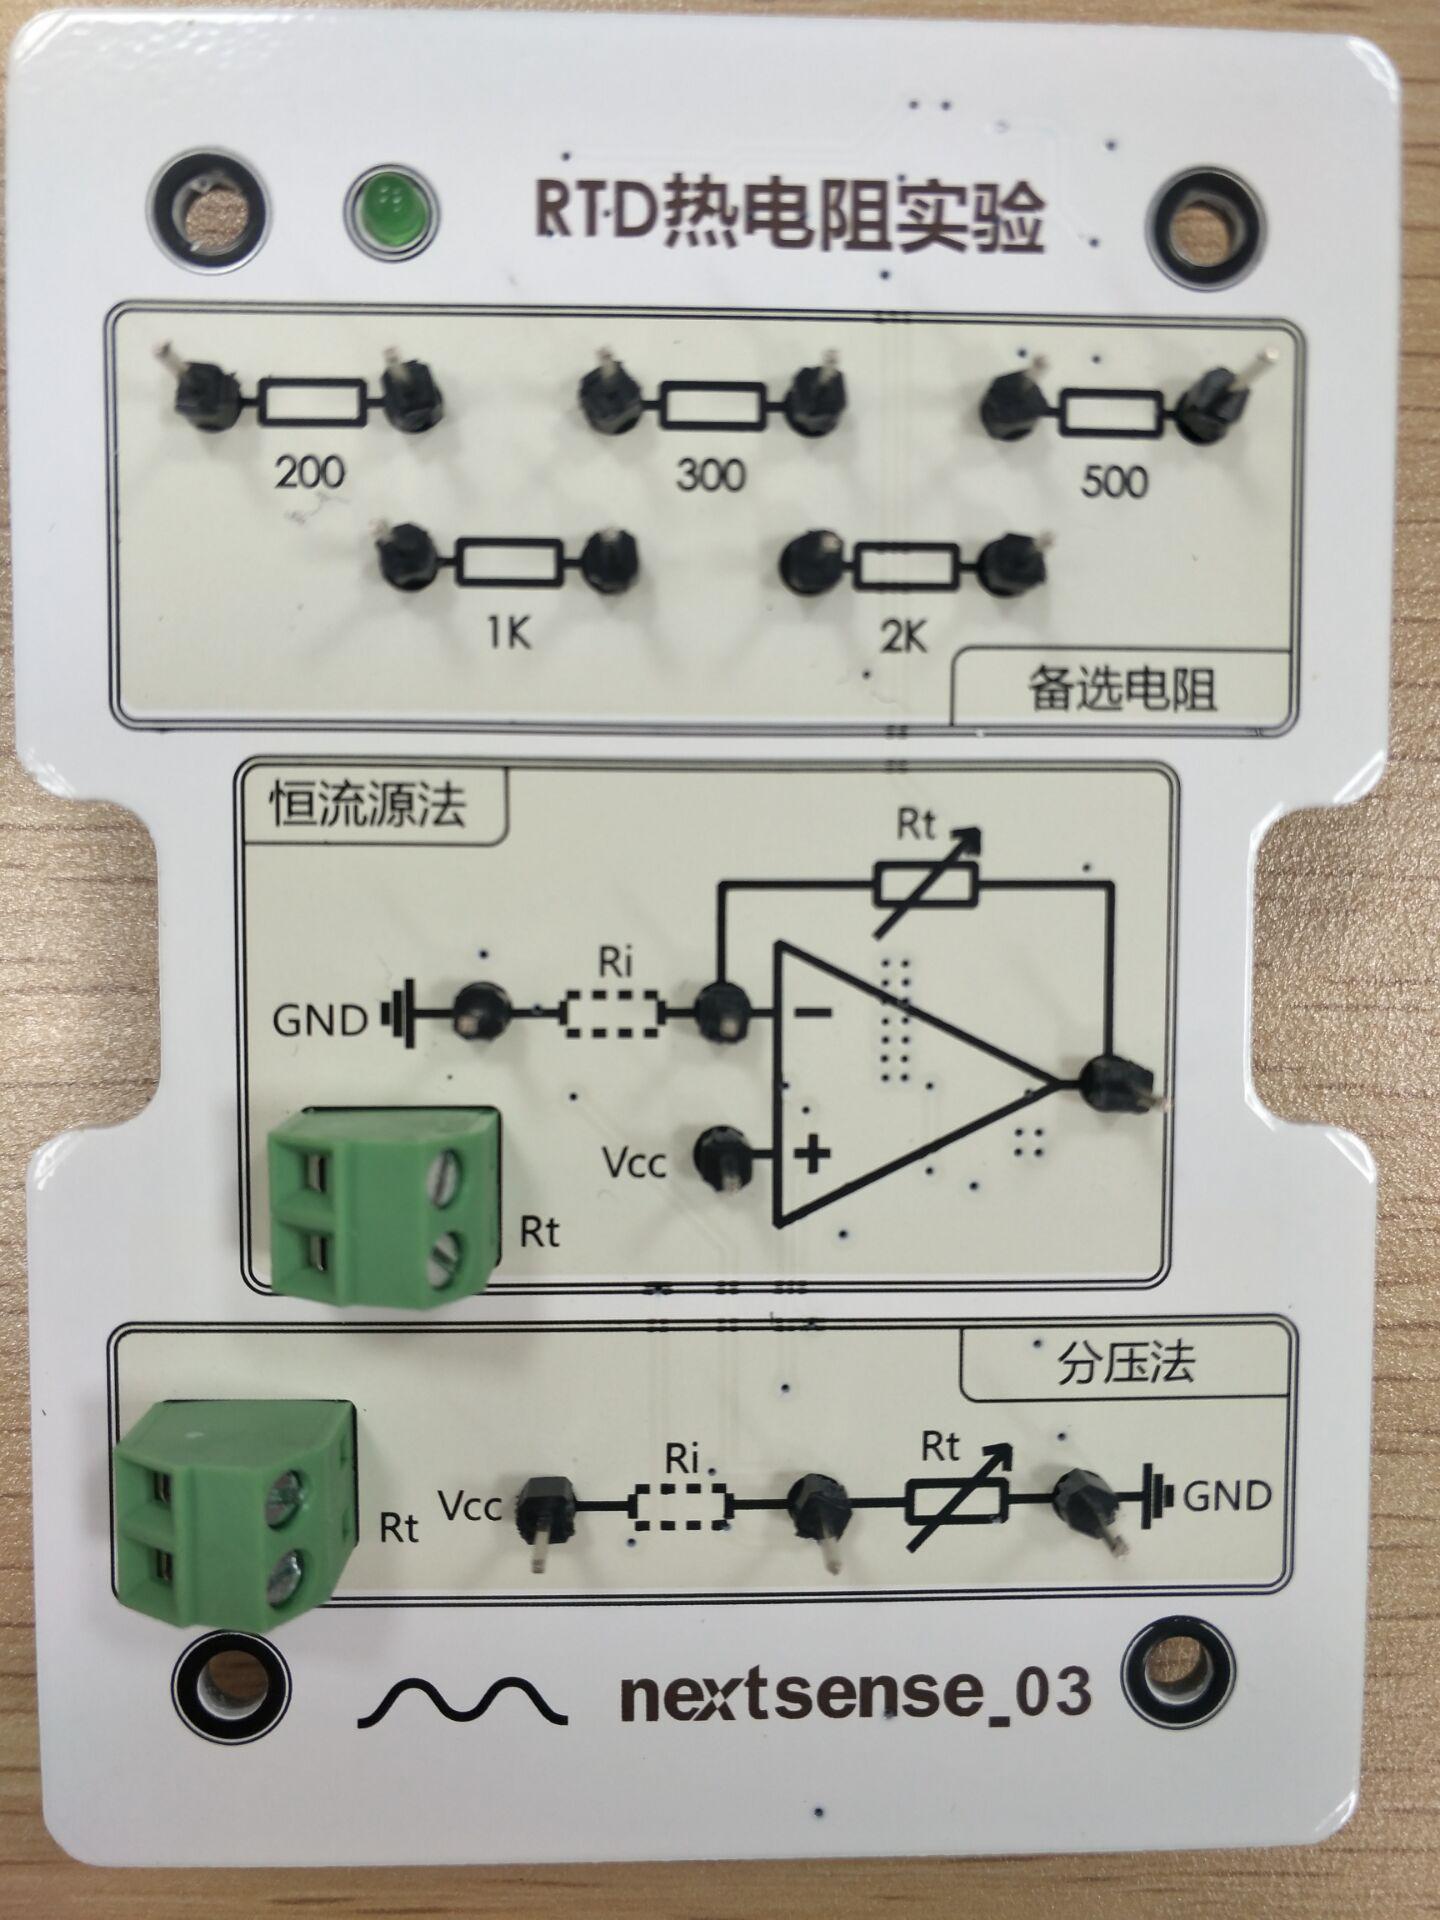 RTD热电阻实验
200 300 500
1K 2K
备选电阻
恒流源法
Rt
Ri
GND
−
Vcc
+
Rt
分压法
Ri
Rt
Rt
Vcc
GND
nextsense_03